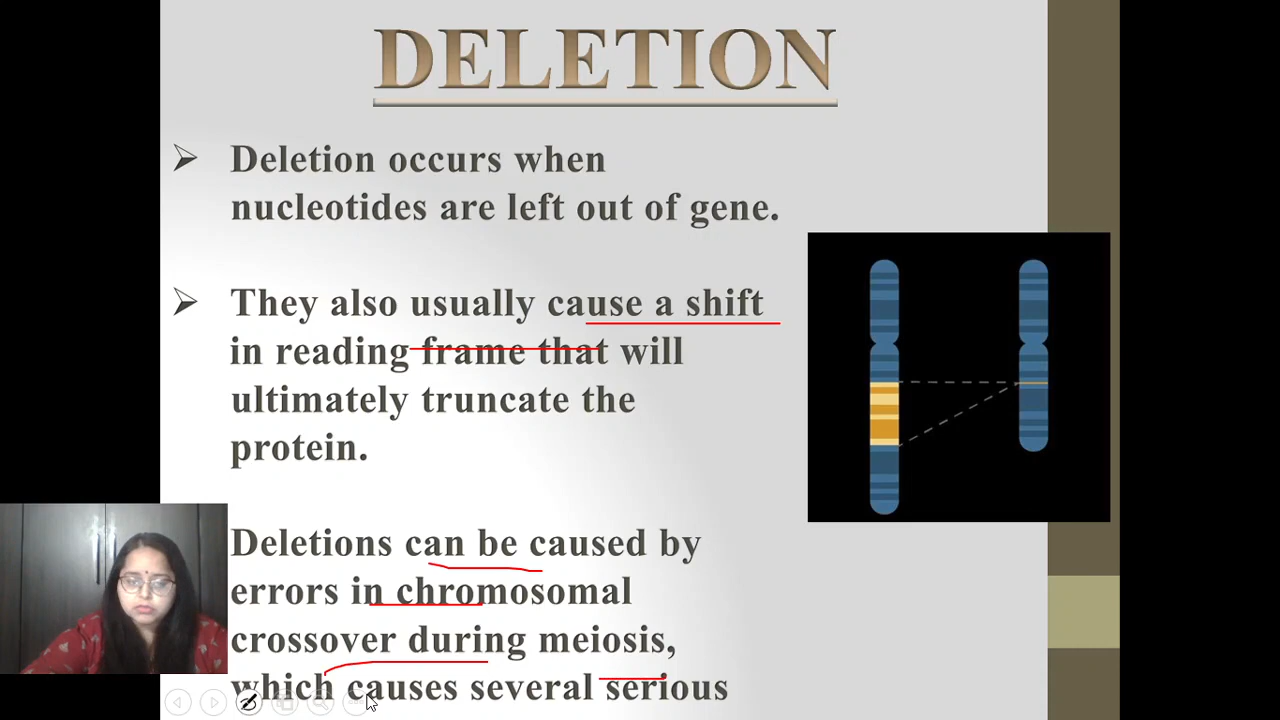 DELETION
Deletion occurs when
nucleotides are left out of gene.
They also usually cause a shift
in reading frame that will
ultimately truncate the
protein.
Deletions can be caused by
errors in chromosomal
crossover during meiosis,
which causes several serious